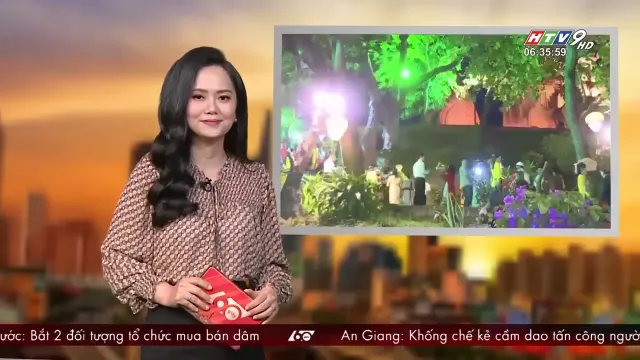 HTV9 HD
06:35:59
ước: Bắt 2 đối tượng tổ chức mua bán dâm
An Giang: Khống chế kẻ cầm dao tấn công ngườ